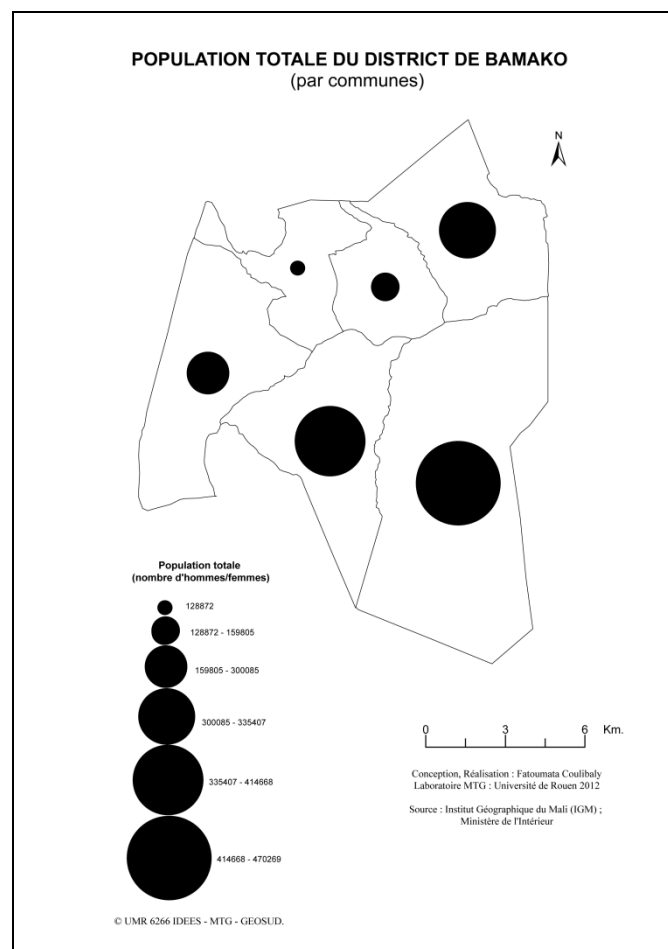 POPULATION TOTALE DU DISTRICT DE BAMAKO
(par communes)
N
Population totale
(nombre d'hommes/femmes)
128872
128872 - 159805
159805 - 300085
300085 - 335407
335407 - 414668
414668 - 470269
0 3 6 Km.
Conception, Réalisation : Fatoumata Coulibaly
Laboratoire MTG : Université de Rouen 2012
Source : Institut Géographique du Mali (IGM) ;
Ministère de l'Intérieur
© UMR 6266 IDEES - MTG - GEOSUD.